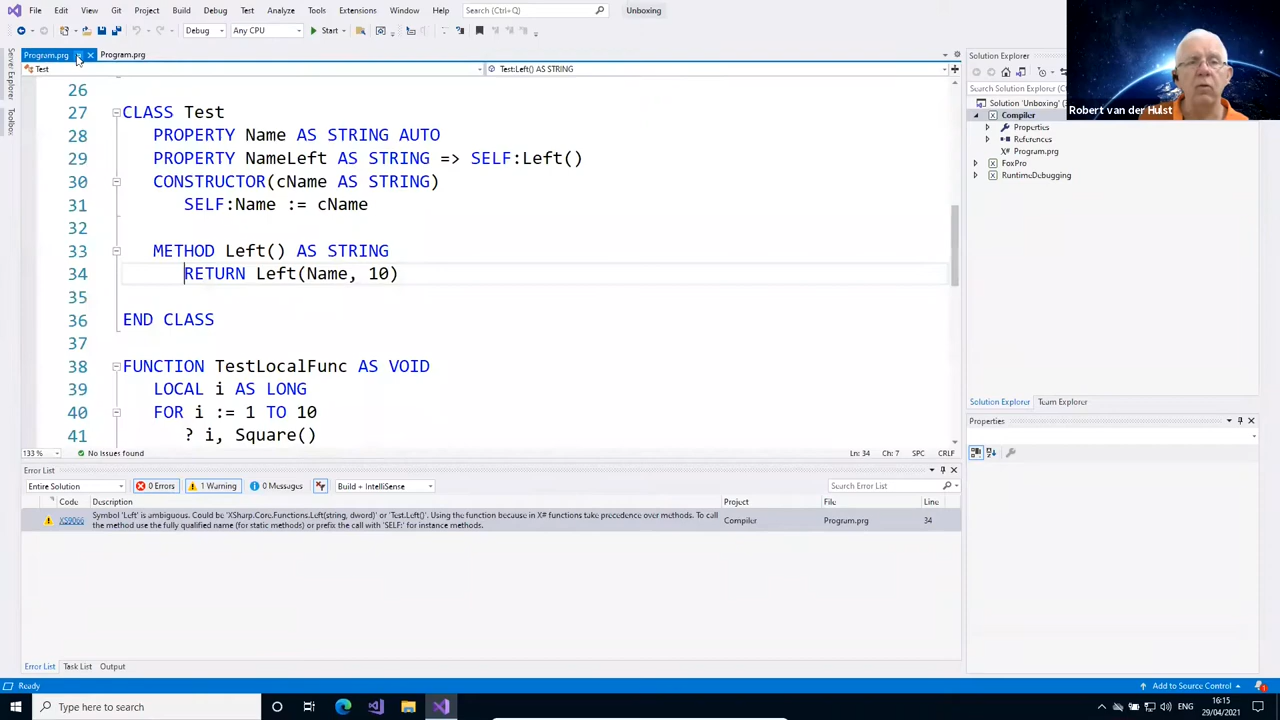 File Edit View Git Project Build Debug Test Analyze Tools Extensions Window Help Search (Ctrl+Q) Unboxing
Debug Any CPU Start
Program.prg Program.prg
Test Test:Left() AS STRING
Server Explorer
Toolbox
26
27 CLASS Test
28 PROPERTY Name AS STRING AUTO
29 PROPERTY NameLeft AS STRING => SELF:Left()
30 CONSTRUCTOR(cName AS STRING)
31 SELF:Name := cName
32
33 METHOD Left() AS STRING
34 RETURN Left(Name, 10)
35
36 END CLASS
37
38 FUNCTION TestLocalFunc AS VOID
39 LOCAL i AS LONG
40 FOR i := 1 TO 10
41 ? i, Square()
133 % No issues found Ln: 34 Ch: 7 SPC CRLF
Error List
Entire Solution 0 Errors 1 Warning 0 Messages Build + IntelliSense Search Error List
Code Description Project File Line
XS9066 Symbol 'Left' is ambiguous. Could be 'XSharp.Core.Functions.Left(string, dword)' or 'Test.Left()'. Using the function because in X# functions take precedence over methods. To call Compiler Program.prg 34
the method use the fully qualified name (for static methods) or prefix the call with 'SELF:' for instance methods.
Error List Task List Output
Solution Explorer
Search Solution Explorer
Solution 'Unboxing' (
Compiler
Properties
References
Program.prg
FoxPro
RuntimeDebugging
Solution Explorer Team Explorer
Properties
Robert van der Hulst
Ready Add to Source Control 1
Type here to search ENG 16:15
29/04/2021